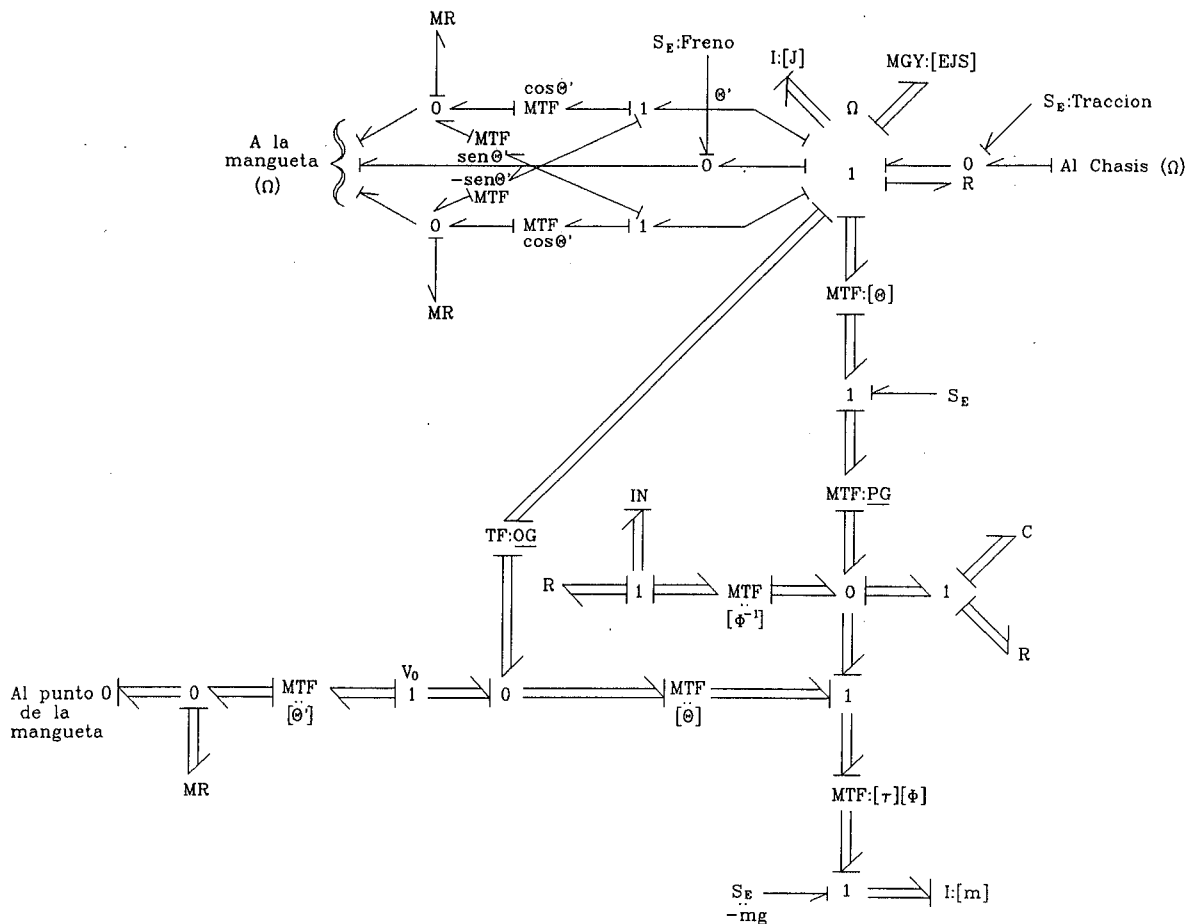 MR
S_E:Freno
I:[J]
MGY:[EJS]
cosΘ'
Θ'
Ω
S_E:Traccion
0
MTF
1
A la
mangueta
(Ω)
MTF
senΘ'
-senΘ'
MTF
0
1
0
Al Chasis (Ω)
R
0
MTF
1
cosΘ'
MR
MTF:[Θ]
1
S_E
MTF:PG
IN
TF:OG
C
R
1
MTF
[Φ⁻¹]
0
1
R
V₀
Al punto 0
de la
mangueta
0
MTF
[Θ']
1
0
MTF
[Θ]
1
MR
MTF:[τ][Φ]
S_E
-mg
1
I:[m]